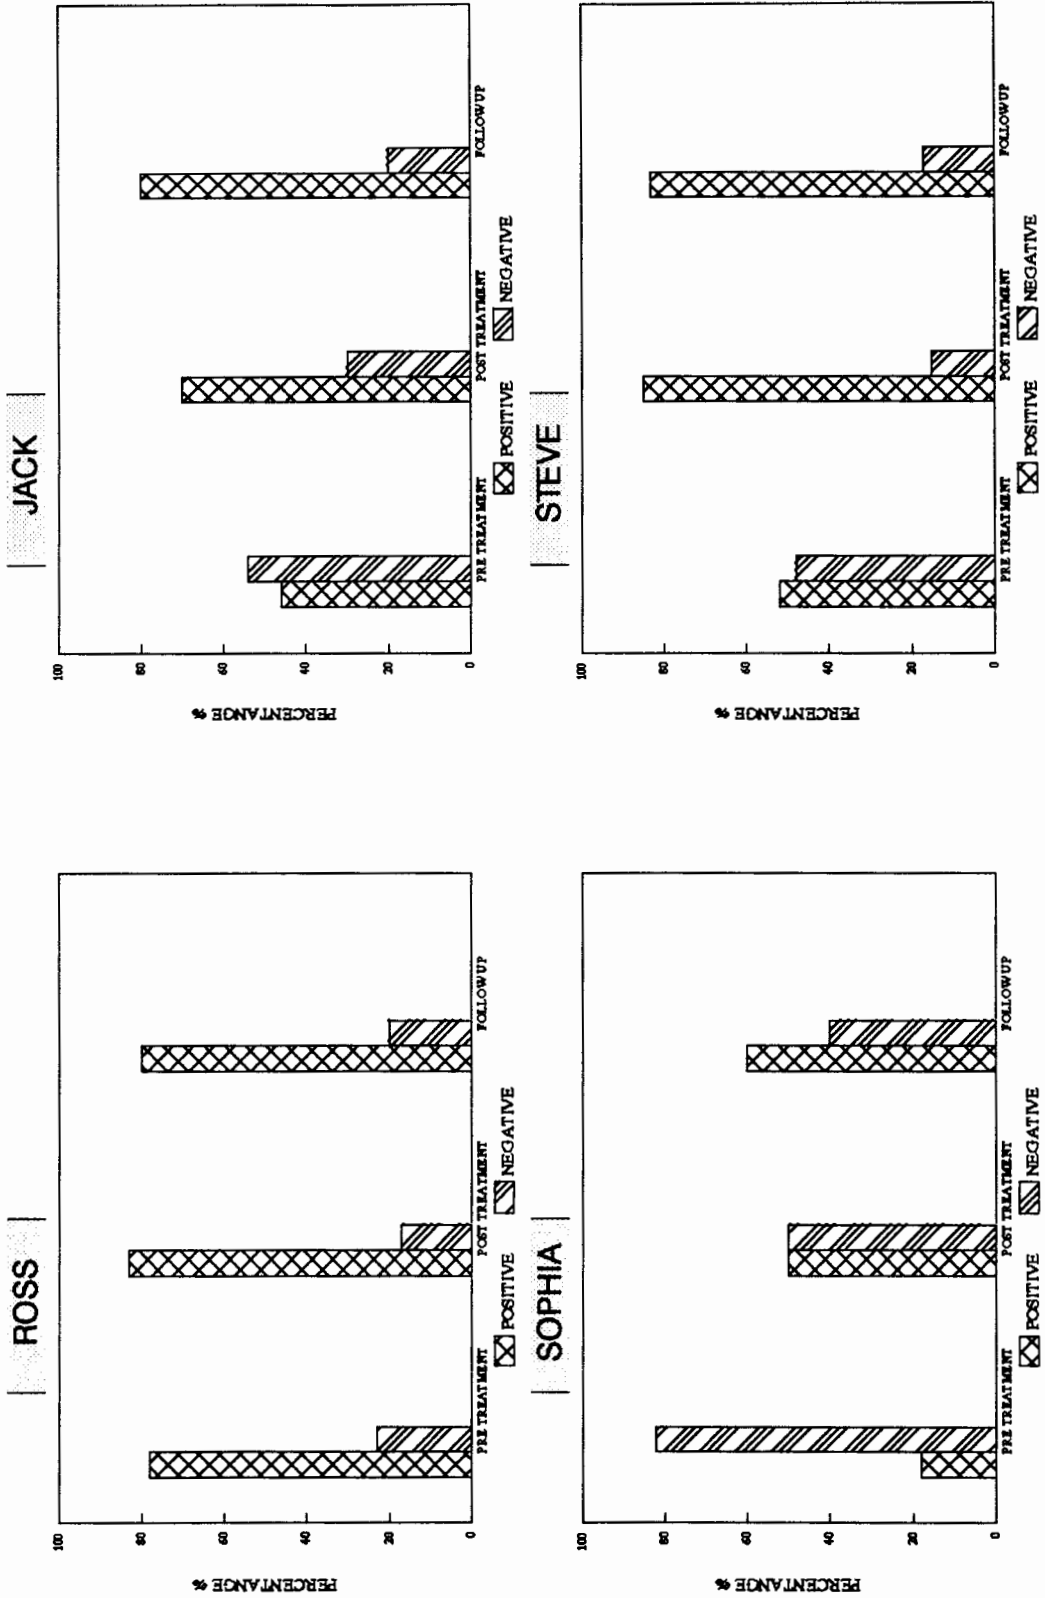 ROSS
PERCENTANGE %
100
80
60
40
20
0
PRE TREATMENT POST TREATMENT FOLLOWUP
POSITIVE NEGATIVE
JACK
PERCENTANGE %
100
80
60
40
20
0
PRE TREATMENT POST TREATMENT FOLLOWUP
POSITIVE NEGATIVE
SOPHIA
PERCENTANGE %
100
80
60
40
20
0
PRE TREATMENT POST TREATMENT FOLLOWUP
POSITIVE NEGATIVE
STEVE
PERCENTANGE %
100
80
60
40
20
0
PRE TREATMENT POST TREATMENT FOLLOWUP
POSITIVE NEGATIVE